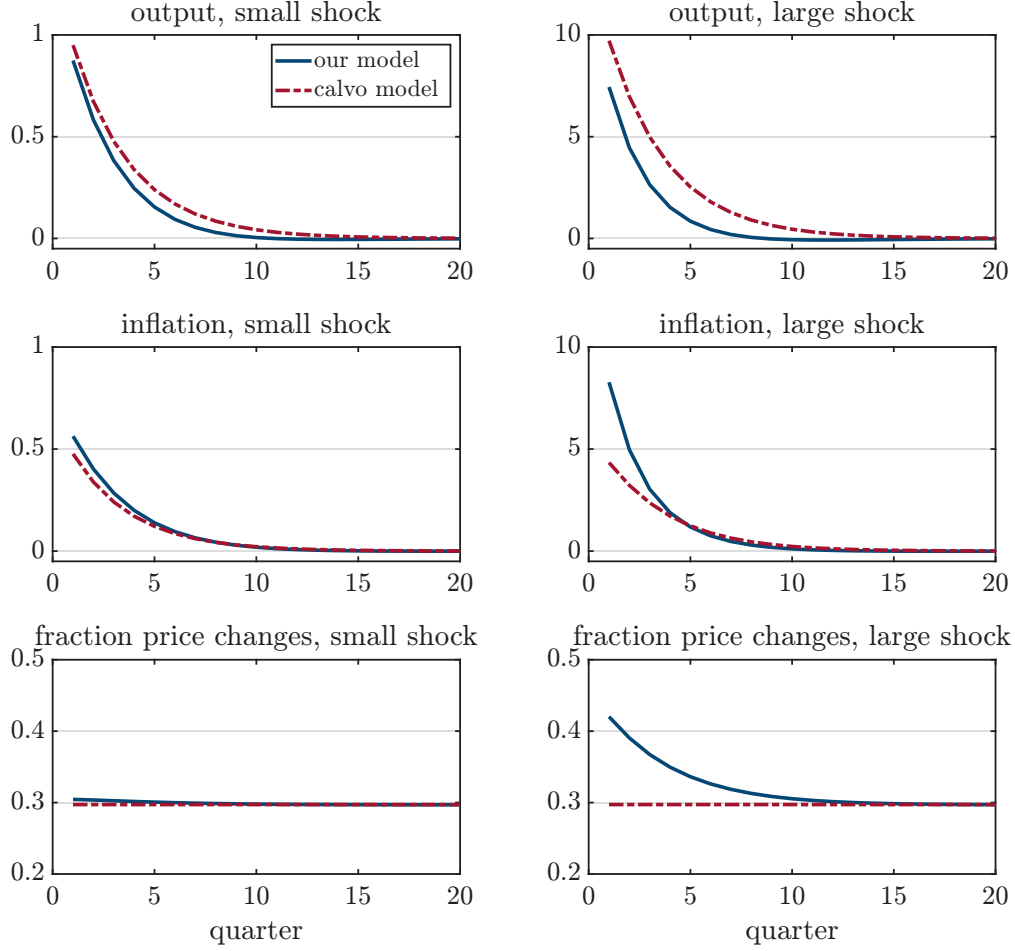 output, small shock
1
0.5
0
0 5 10 15 20
our model
calvo model
output, large shock
10
5
0
0 5 10 15 20
inflation, small shock
1
0.5
0
0 5 10 15 20
inflation, large shock
10
5
0
0 5 10 15 20
fraction price changes, small shock
0.5
0.4
0.3
0.2
0 5 10 15 20
quarter
fraction price changes, large shock
0.5
0.4
0.3
0.2
0 5 10 15 20
quarter